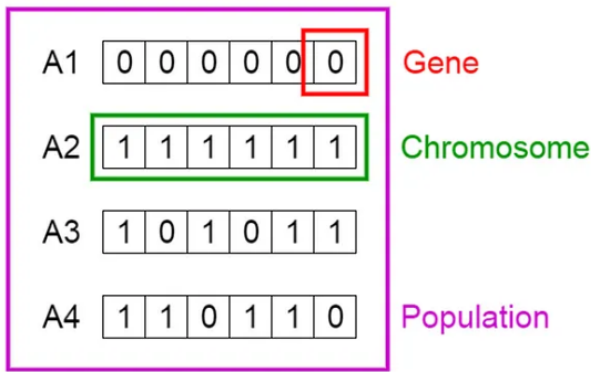 A1 0 0 0 0 0 0 Gene
A2 1 1 1 1 1 1 Chromosome
A3 1 0 1 0 1 1
A4 1 1 0 1 1 0 Population